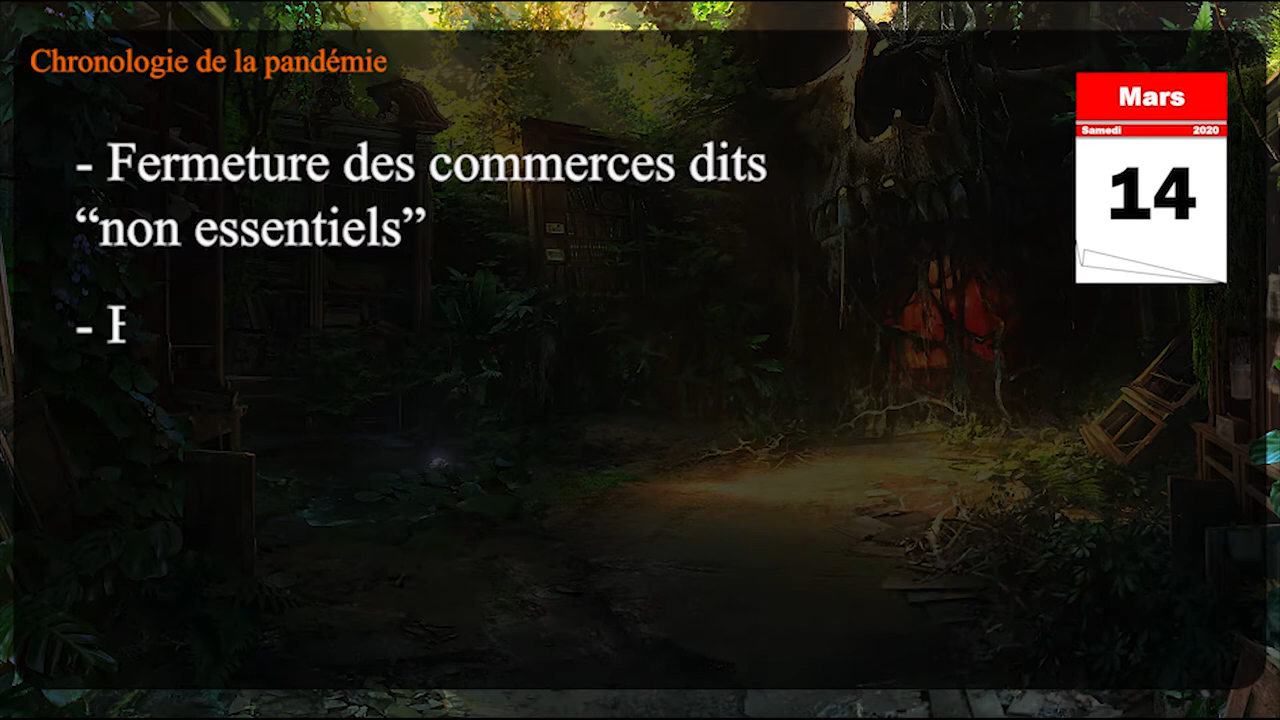 Chronologie de la pandémie
Mars
Samedi 2020
14
- Fermeture des commerces dits
“non essentiels”
-